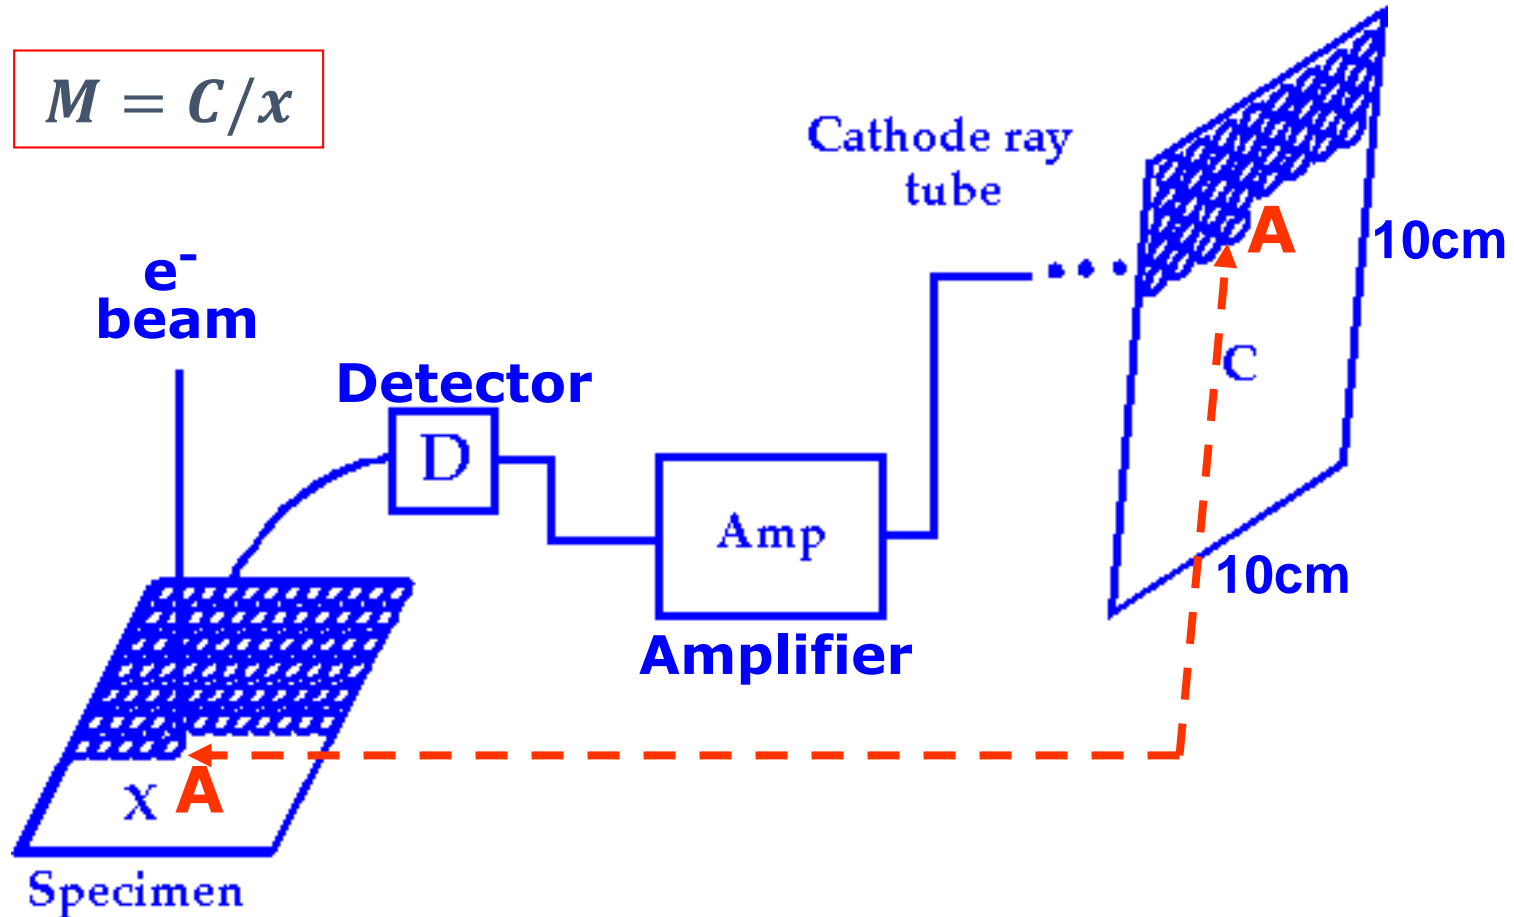 M = C/x
Cathode ray
tube
A
10cm
e-
beam
C
Detector
D
Amp
10cm
Amplifier
X
A
Specimen